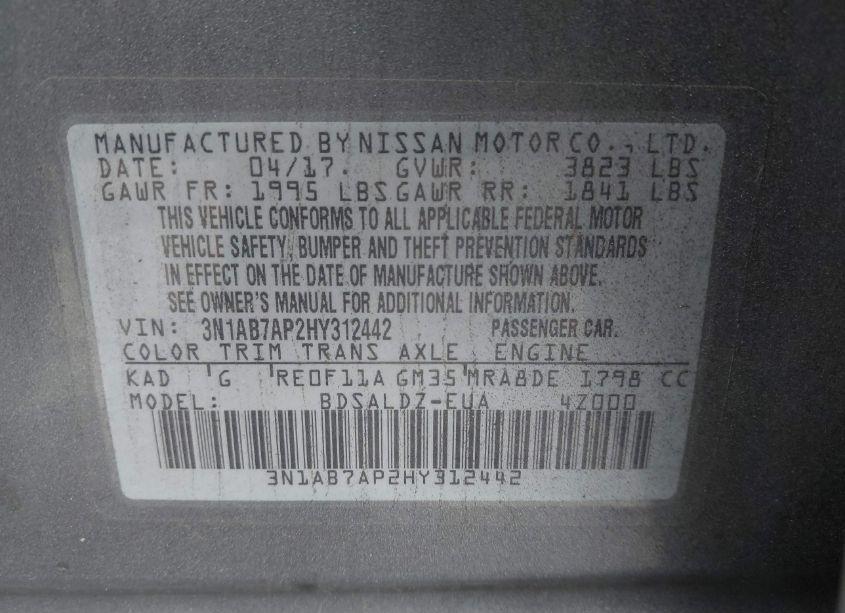 MANUFACTURED BY NISSAN MOTOR CO., LTD.
DATE: 04/17. GVWR: 3823 LBS
GAWR FR: 1995 LBS GAWR RR: 1841 LBS
THIS VEHICLE CONFORMS TO ALL APPLICABLE FEDERAL MOTOR
VEHICLE SAFETY, BUMPER AND THEFT PREVENTION STANDARDS
IN EFFECT ON THE DATE OF MANUFACTURE SHOWN ABOVE.
SEE OWNER'S MANUAL FOR ADDITIONAL INFORMATION.
VIN: 3N1AB7AP2HY312442 PASSENGER CAR.
COLOR TRIM TRANS AXLE ENGINE
KAD G RE0F11A GM35 MRA8DE 1798 CC
MODEL: BDSALDZ-EUA 4Z000
3N1AB7AP2HY312442